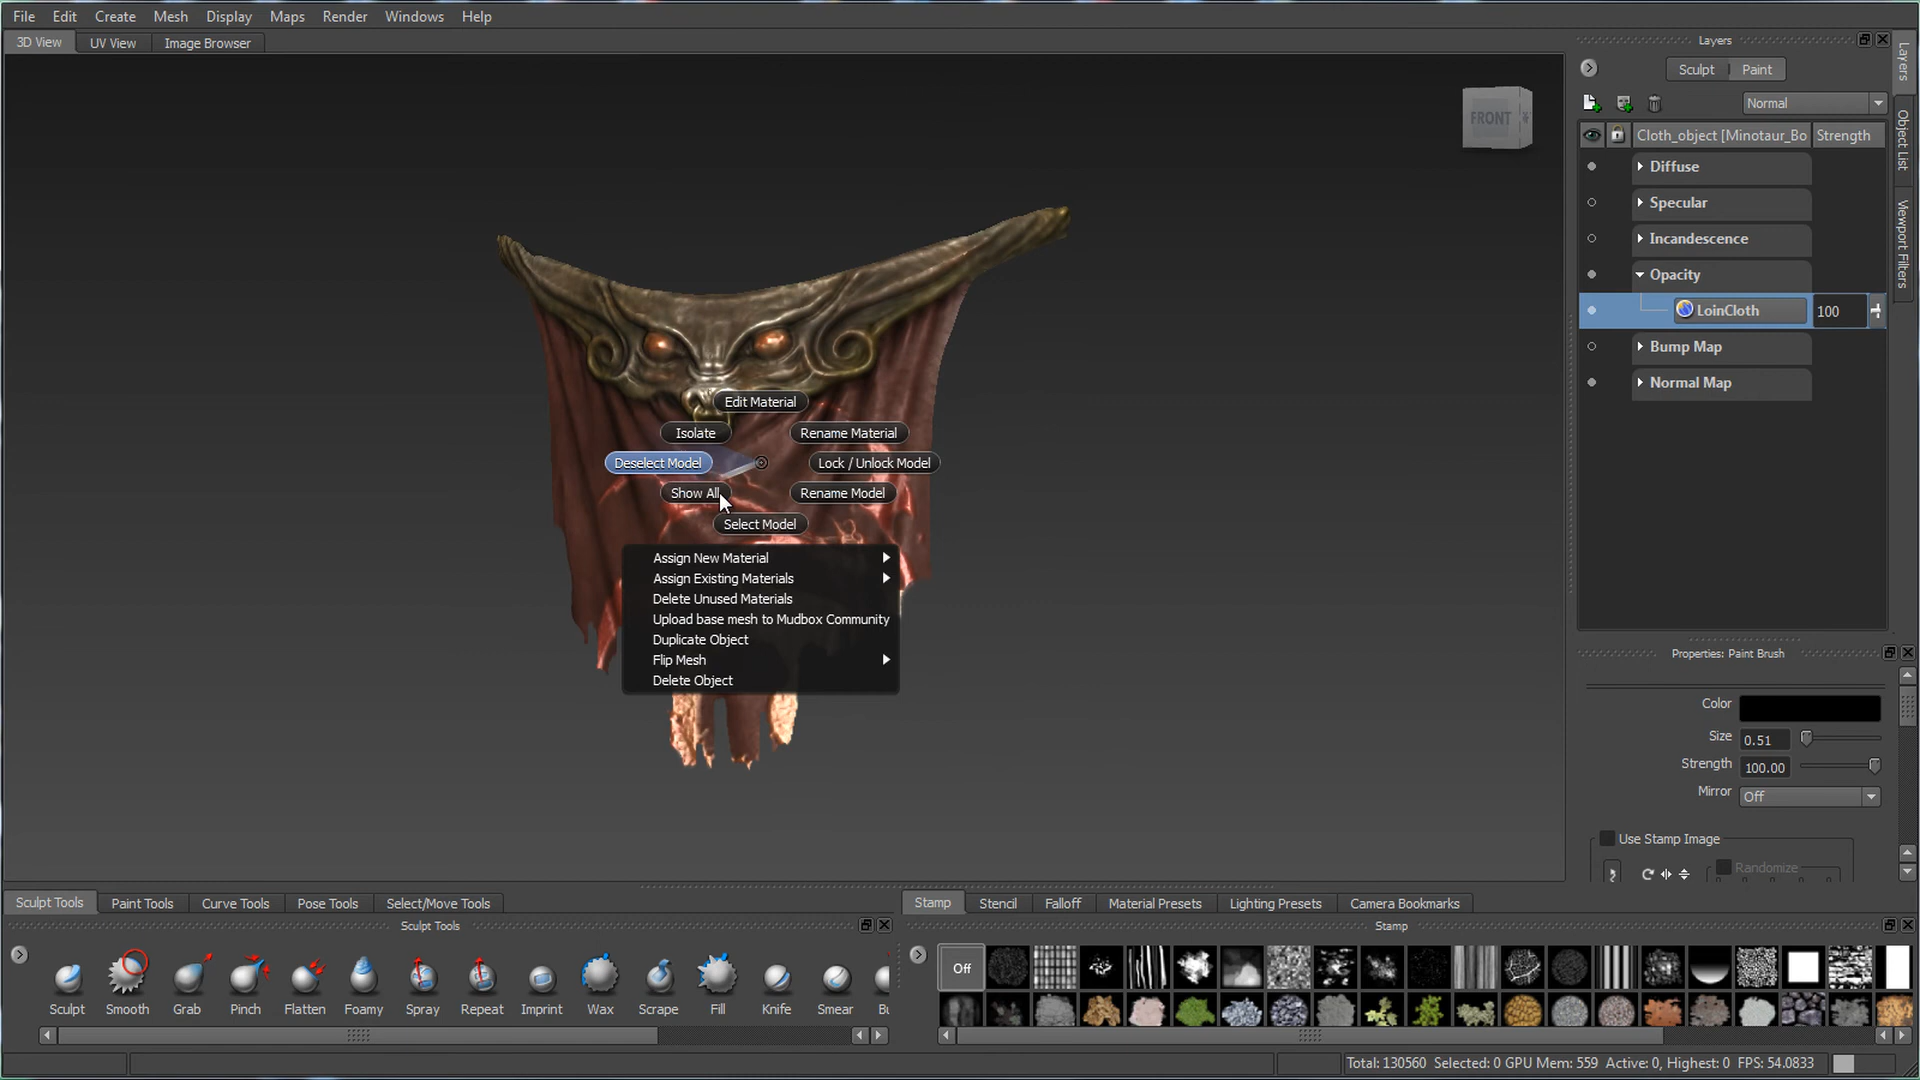 File Edit Create Mesh Display Maps Render Windows Help
3D View UV View Image Browser
Layers
Sculpt Paint
Normal
Cloth_object [Minotaur_Bo Strength
Diffuse
Specular
Incandescence
Opacity
LoinCloth 100
Bump Map
Normal Map
Layers
Object List
Viewport Filters
FRONT
Edit Material
Isolate Rename Material
Deselect Model Lock / Unlock Model
Show All Rename Model
Select Model
Assign New Material
Assign Existing Materials
Delete Unused Materials
Upload base mesh to Mudbox Community
Duplicate Object
Flip Mesh
Delete Object
Properties: Paint Brush
Color
Size 0.51
Strength 100.00
Mirror Off
Use Stamp Image
Randomize
Sculpt Tools Paint Tools Curve Tools Pose Tools Select/Move Tools
Sculpt Tools
Sculpt Smooth Grab Pinch Flatten Foamy Spray Repeat Imprint Wax Scrape Fill Knife Smear Bu
Stamp Stencil Falloff Material Presets Lighting Presets Camera Bookmarks
Stamp
Off
Total: 130560 Selected: 0 GPU Mem: 559 Active: 0, Highest: 0 FPS: 54.0833